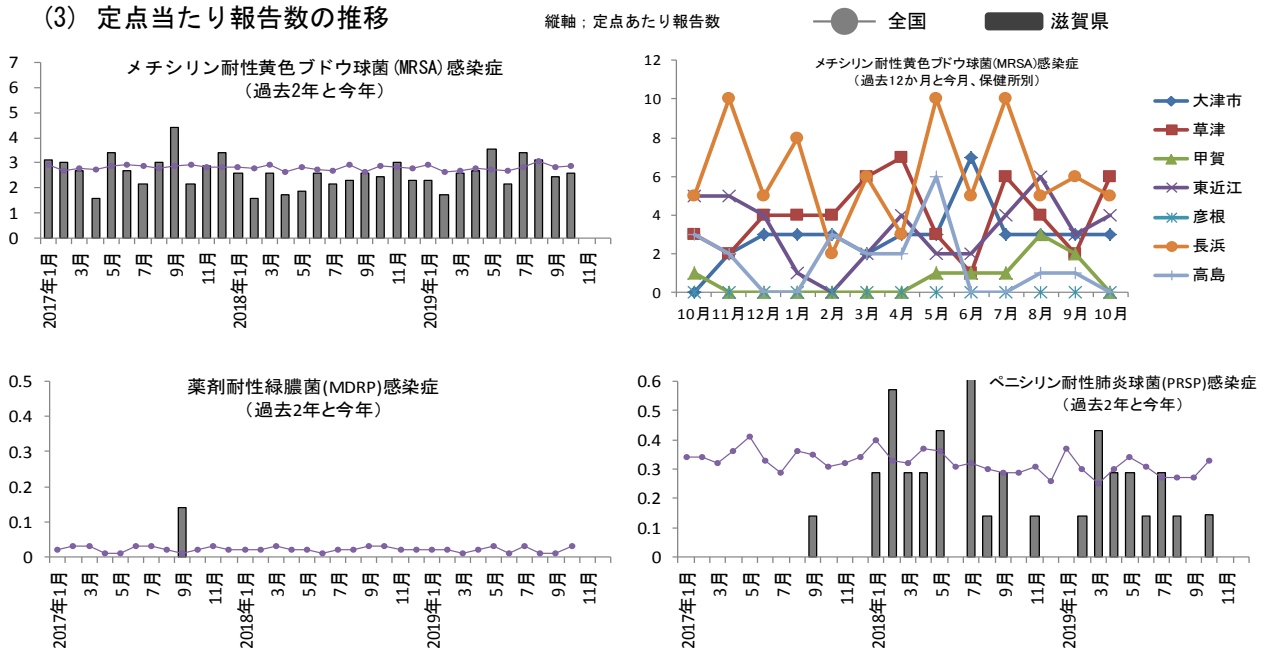 (3) 定点当たり報告数の推移
縦軸；定点あたり報告数
全国
滋賀県
メチシリン耐性黄色ブドウ球菌(MRSA)感染症
(過去2年と今年)
7
6
5
4
3
2
1
0
2017年1月
3月
5月
7月
9月
11月
2018年1月
3月
5月
7月
9月
11月
2019年1月
3月
5月
7月
9月
11月
メチシリン耐性黄色ブドウ球菌(MRSA)感染症
(過去12か月と今月、保健所別)
12
10
8
6
4
2
0
10月 11月 12月 1月 2月 3月 4月 5月 6月 7月 8月 9月 10月
大津市
草津
甲賀
東近江
彦根
長浜
高島
薬剤耐性緑膿菌(MDRP)感染症
(過去2年と今年)
0.5
0.4
0.3
0.2
0.1
0
2017年1月
3月
5月
7月
9月
11月
2018年1月
3月
5月
7月
9月
11月
2019年1月
3月
5月
7月
9月
11月
ペニシリン耐性肺炎球菌(PRSP)感染症
(過去2年と今年)
0.6
0.5
0.4
0.3
0.2
0.1
0
2017年1月
3月
5月
7月
9月
11月
2018年1月
3月
5月
7月
9月
11月
2019年1月
3月
5月
7月
9月
11月